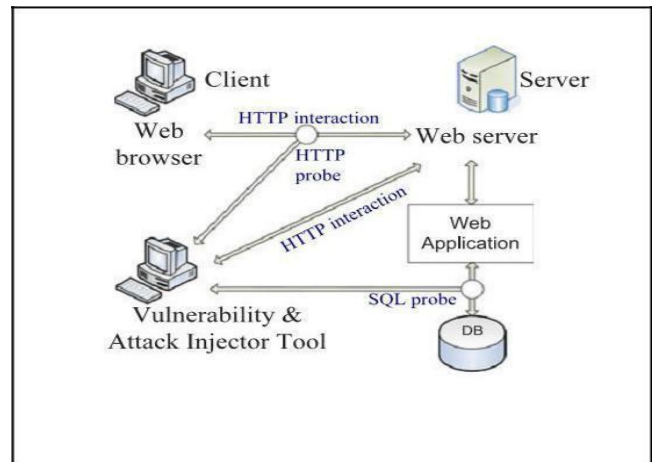 Client
Server
Web
browser
HTTP interaction
Web server
HTTP
probe
HTTP interaction
Web
Application
SQL probe
Vulnerability &
Attack Injector Tool
DB